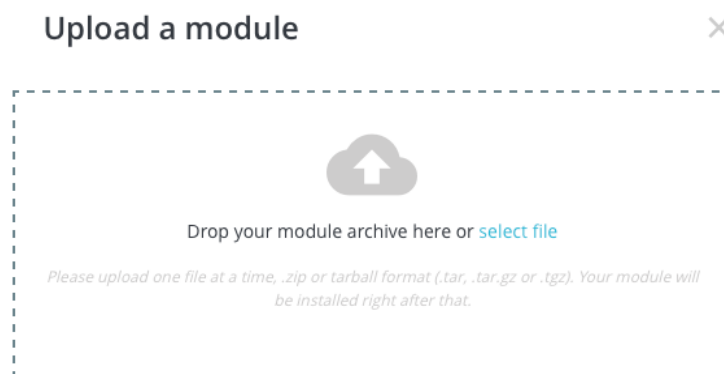 Upload a module
Drop your module archive here or select file
Please upload one file at a time, .zip or tarball format (.tar, .tar.gz or .tgz). Your module will
be installed right after that.